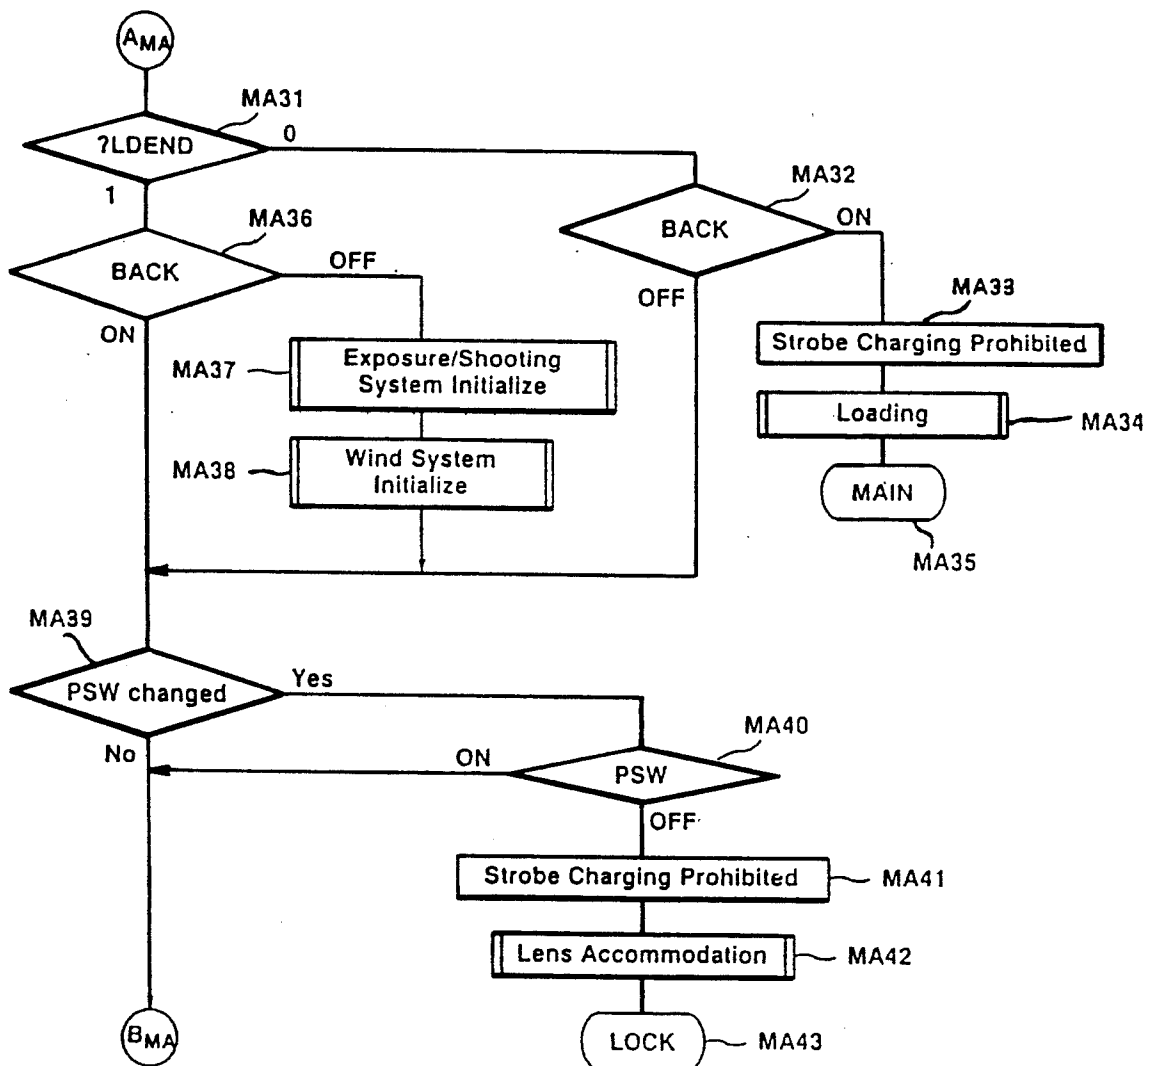 AMA
MA31
?LDEND
0
1
MA32
BACK
ON
OFF
MA36
BACK
OFF
ON
MA33
Strobe Charging Prohibited
MA37
Exposure/Shooting
System Initialize
Loading
MA34
MA38
Wind System
Initialize
MAIN
MA35
MA39
PSW changed
Yes
No
MA40
PSW
ON
OFF
Strobe Charging Prohibited
MA41
Lens Accommodation
MA42
BMA
LOCK
MA43